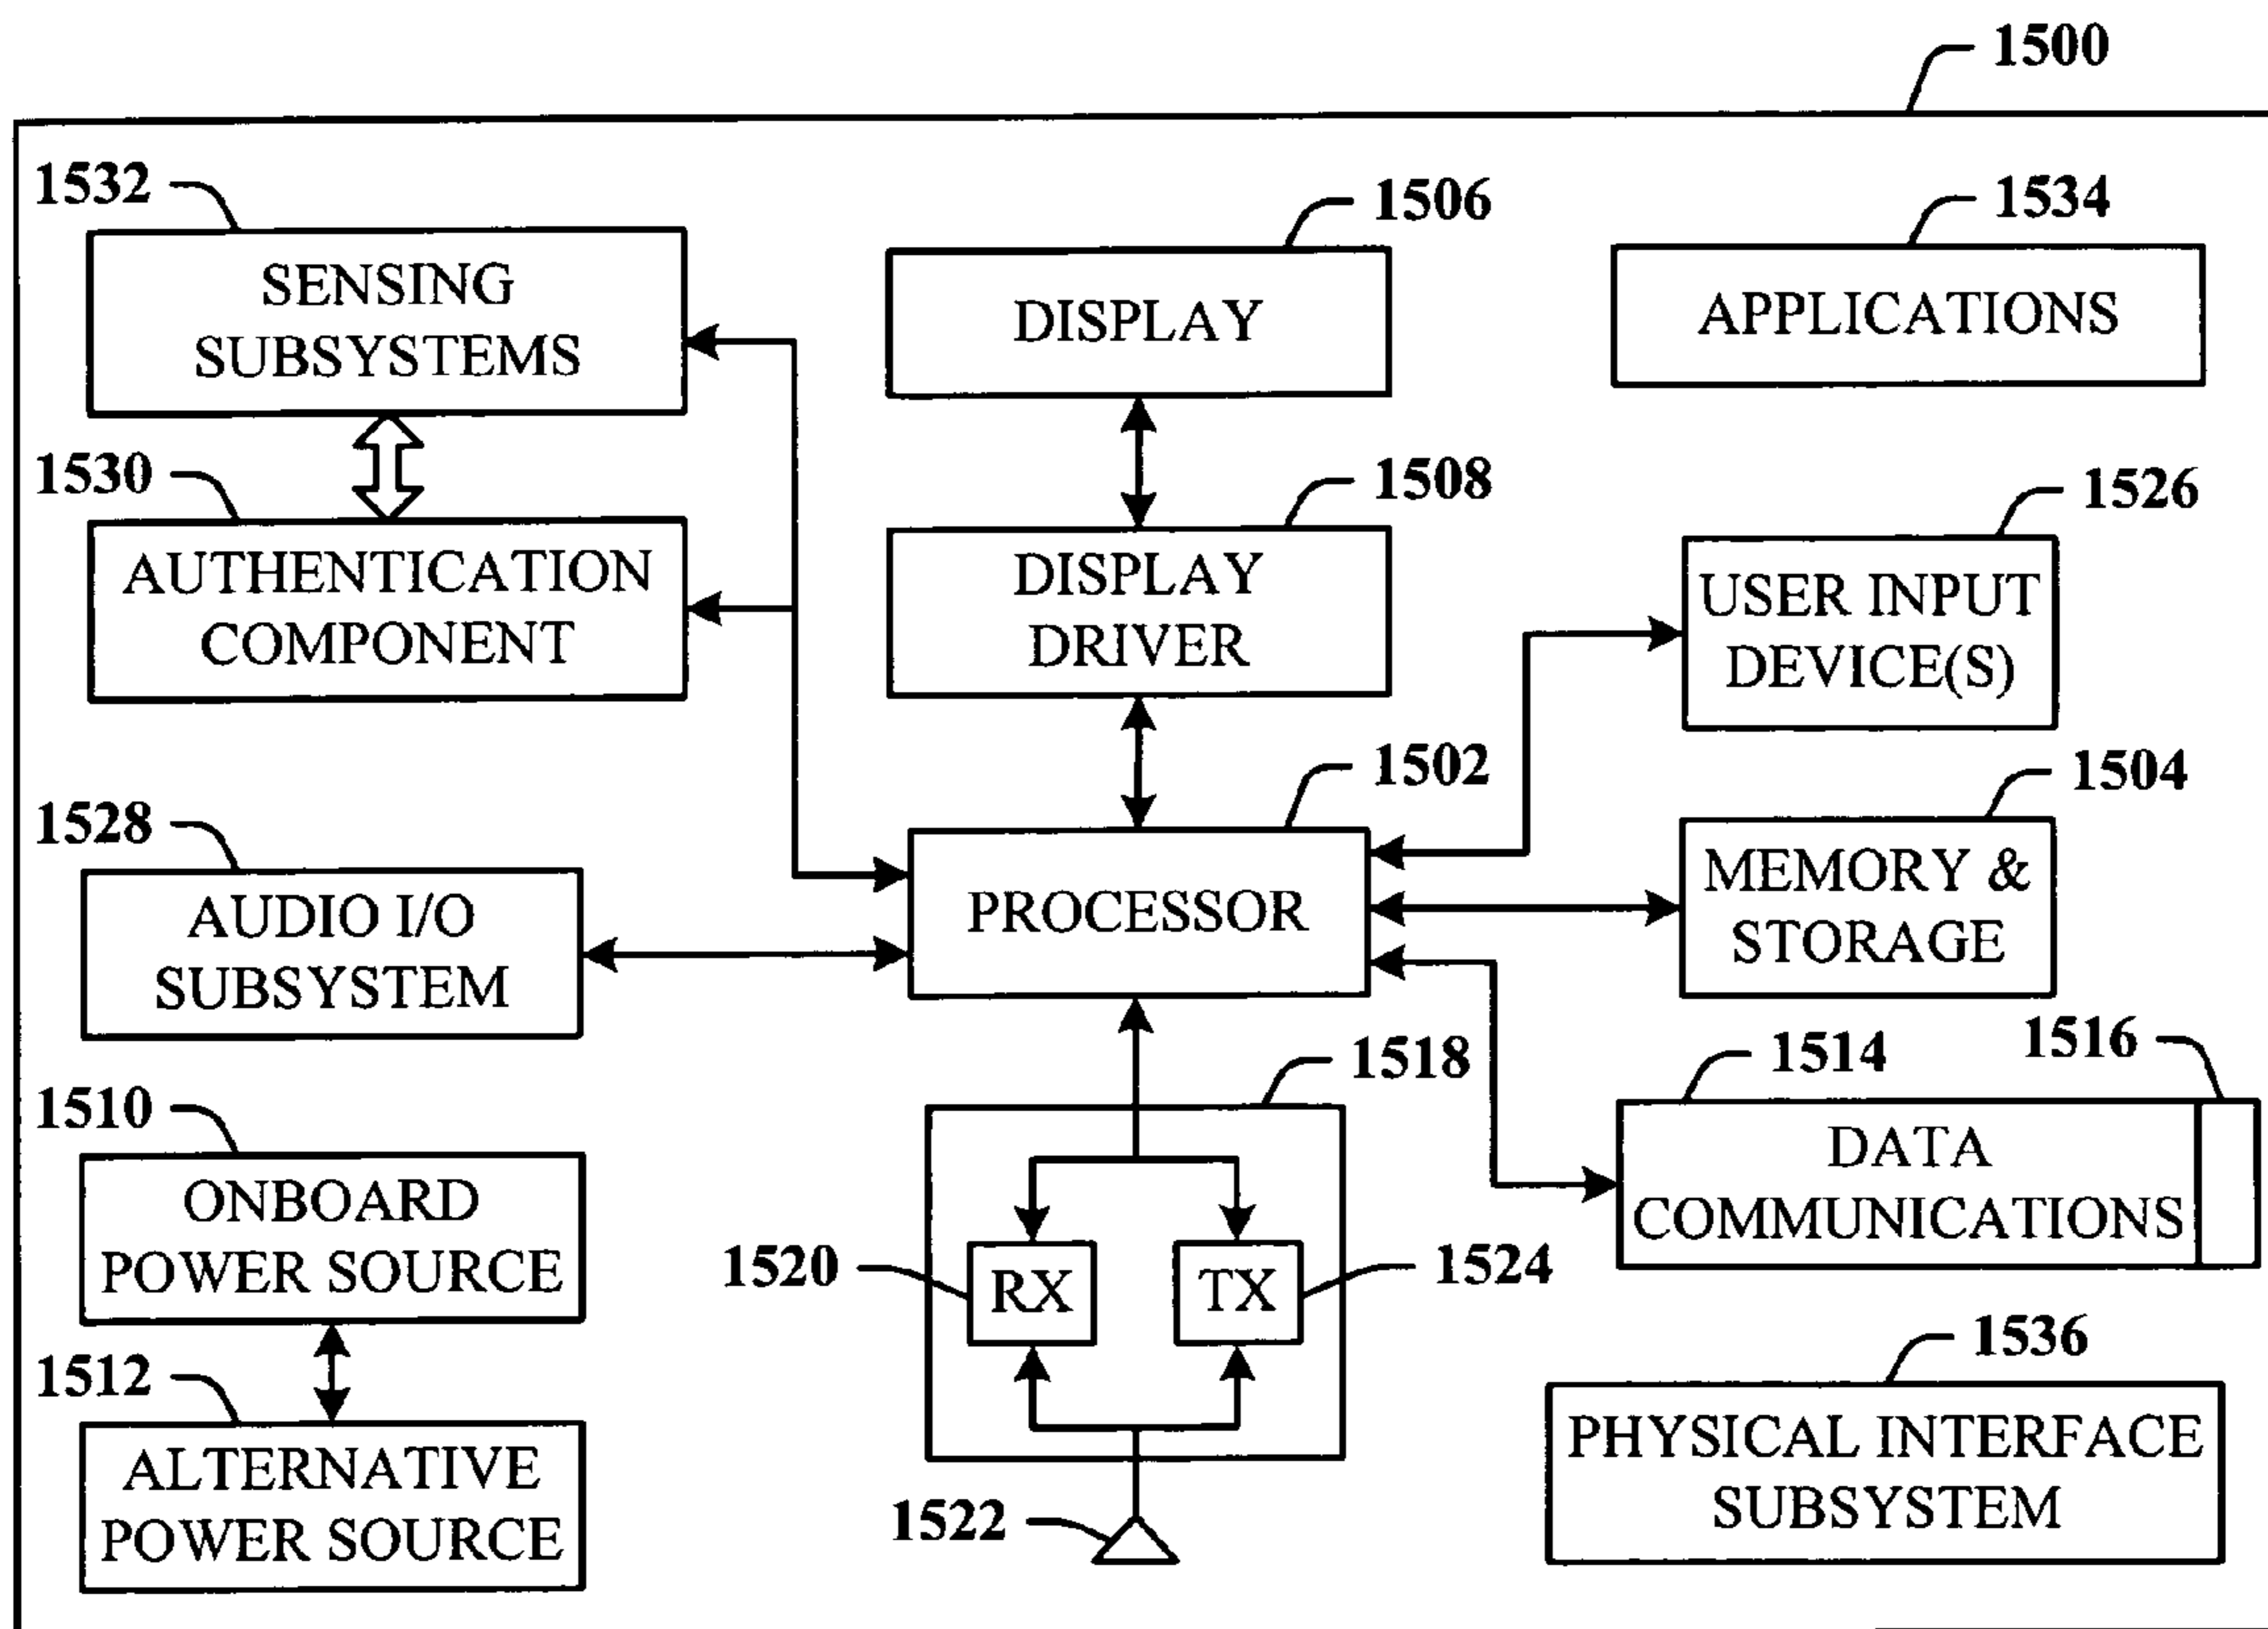 1500
1532
SENSING
SUBSYSTEMS
1506
DISPLAY
1534
APPLICATIONS
1530
AUTHENTICATION
COMPONENT
1508
DISPLAY
DRIVER
1526
USER INPUT
DEVICE(S)
1528
AUDIO I/O
SUBSYSTEM
1502
PROCESSOR
1504
MEMORY &
STORAGE
1510
ONBOARD
POWER SOURCE
1518
1520
RX
TX
1524
1514
1516
DATA
COMMUNICATIONS
1512
ALTERNATIVE
POWER SOURCE
1522
1536
PHYSICAL INTERFACE
SUBSYSTEM